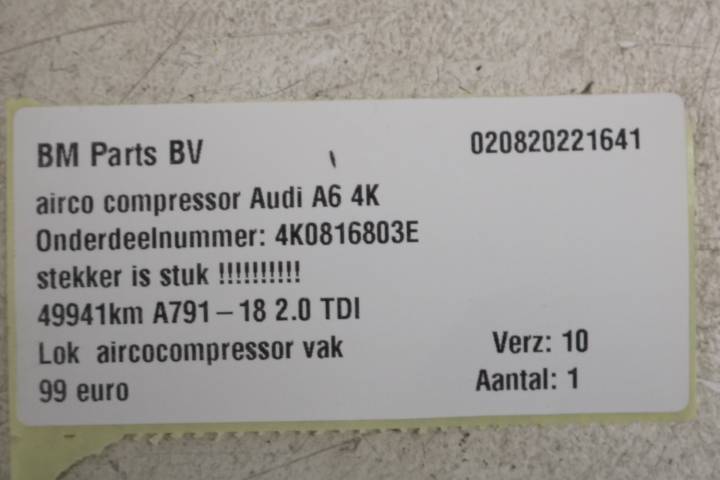 BM Parts BV 020820221641
airco compressor Audi A6 4K
Onderdeelnummer: 4K0816803E
stekker is stuk !!!!!!!!!!
49941km A791 – 18 2.0 TDI
Lok aircocompressor vak Verz: 10
99 euro Aantal: 1